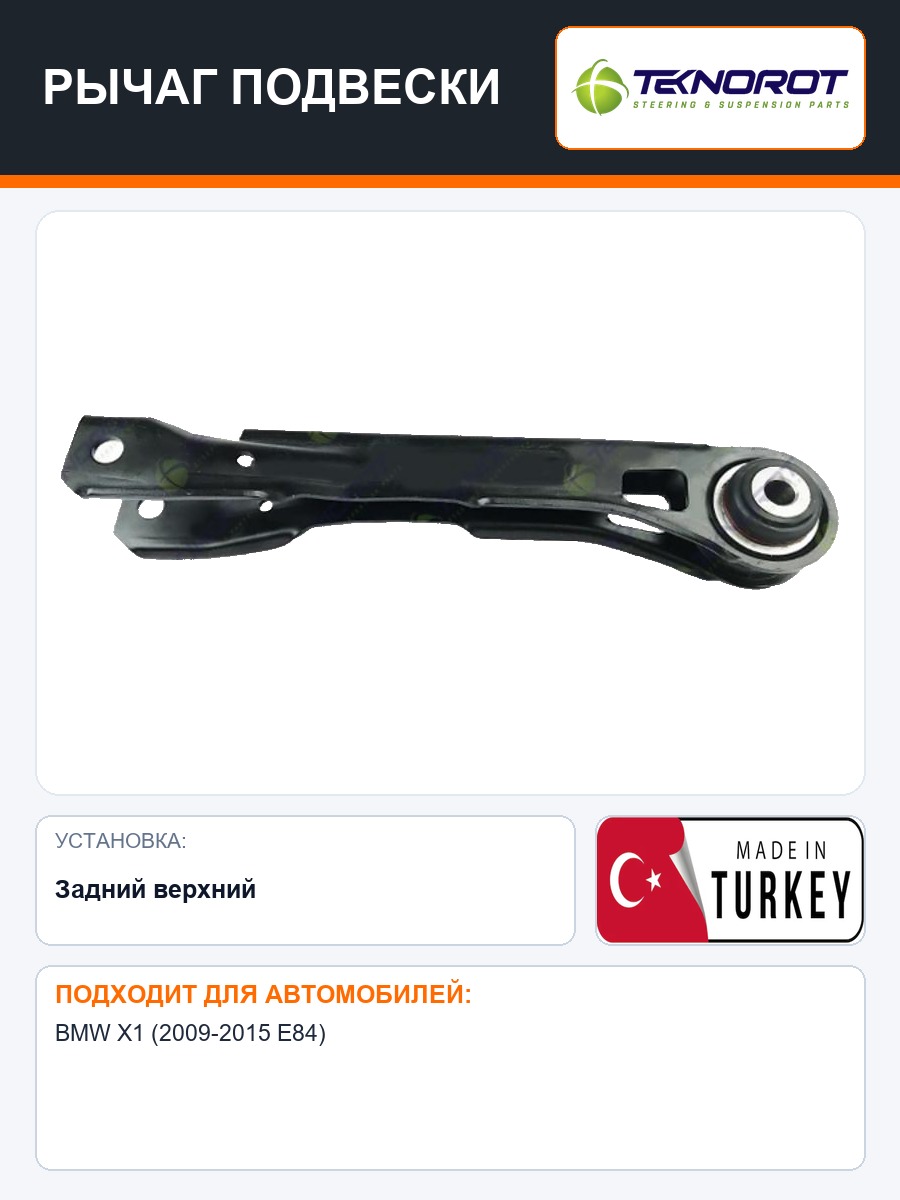 РЫЧАГ ПОДВЕСКИ
TEKNOROT
STEERING & SUSPENSION PARTS
УСТАНОВКА:
Задний верхний
MADE IN
TURKEY
ПОДХОДИТ ДЛЯ АВТОМОБИЛЕЙ:
BMW X1 (2009-2015 E84)